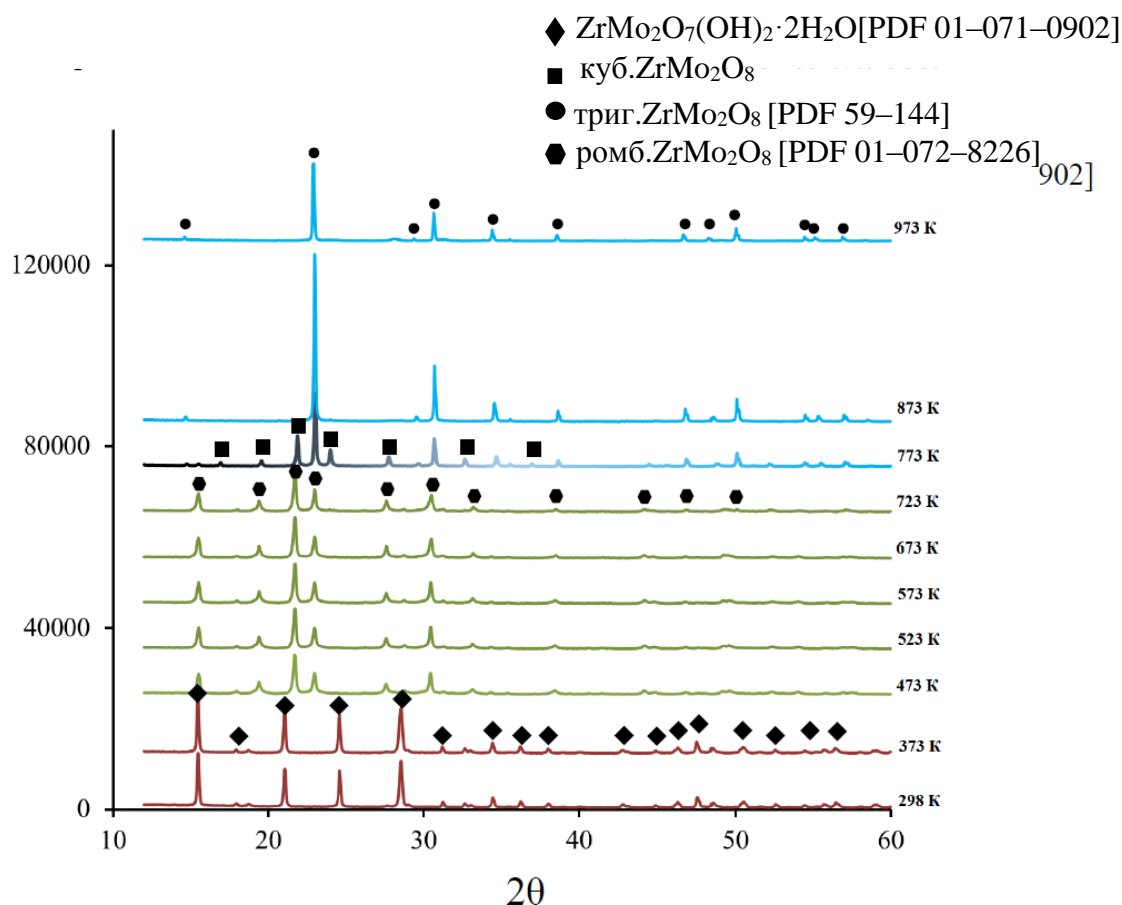 ZrMo₂O₇(OH)₂·2H₂O[PDF 01–071–0902]
куб.ZrMo₂O₈
триг.ZrMo₂O₈ [PDF 59–144]
ромб.ZrMo₂O₈ [PDF 01–072–8226]
902]
973 К
120000
873 К
80000
773 К
723 К
673 К
573 К
523 К
40000
473 К
373 К
298 К
0
10 20 30 40 50 60
2θ